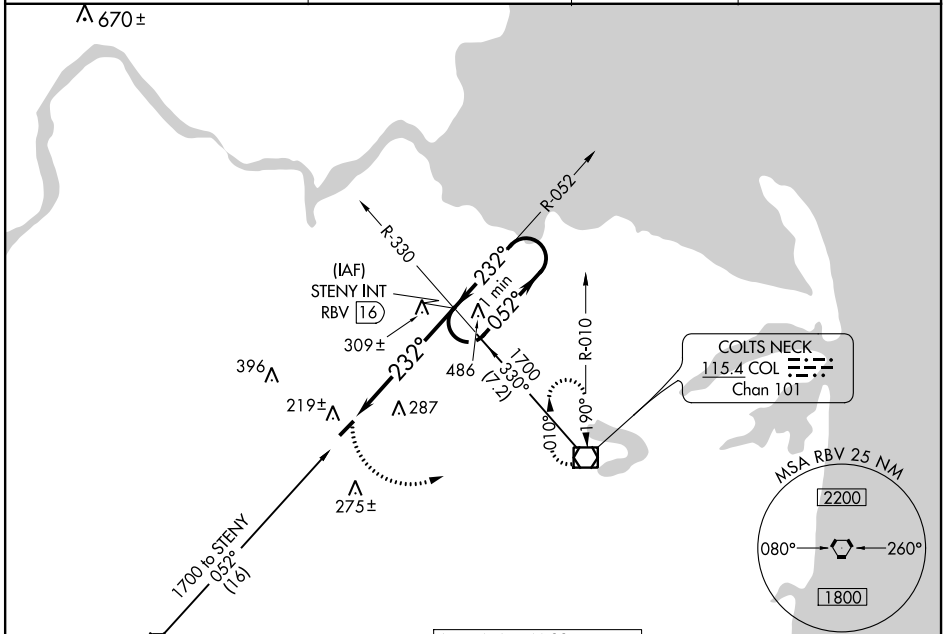 670±
R-052
R-330
(IAF)
STENY INT
RBV 16
232°
1 min
052°
309±
232°
486
1700
330°
(7.2)
R-010
COLTS NECK
115.4 COL
Chan 101
396
219±
287
010°
190°
275±
MSA RBV 25 NM
2200
080°
260°
1800
1700 to STENY
052°
(16)